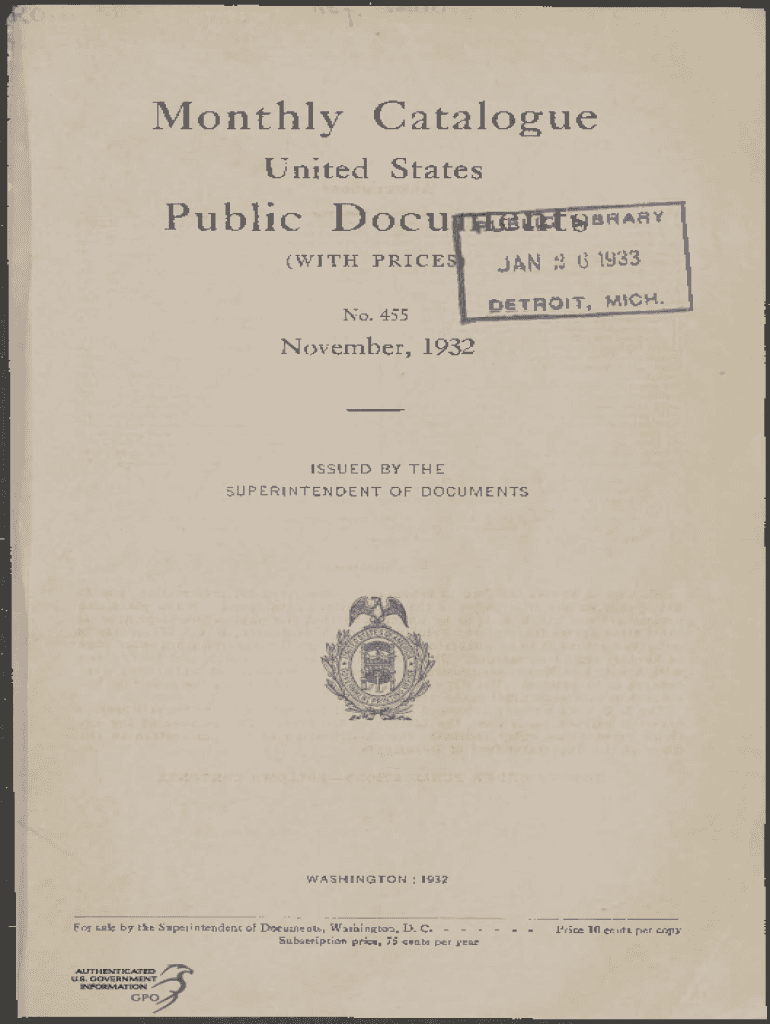 Monthly Catalogue
United States
Public Documents
(WITH PRICES)
PUBLIC LIBRARY
JAN 26 1933
DETROIT, MICH.
No. 455
November, 1932
ISSUED BY THE
SUPERINTENDENT OF DOCUMENTS
WASHINGTON : 1932
For sale by the Superintendent of Documents, Washington, D. C. - - - - - - Price 10 cents per copy
Subscription price, 75 cents per year
AUTHENTICATED
U.S. GOVERNMENT
INFORMATION
GPO